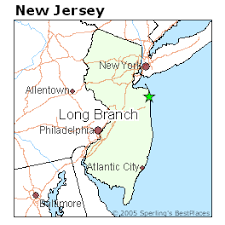 New Jersey
New York
Allentown
Long Branch
Philadelphia
Atlantic City
Baltimore
© 2005 Sperling's BestPlaces